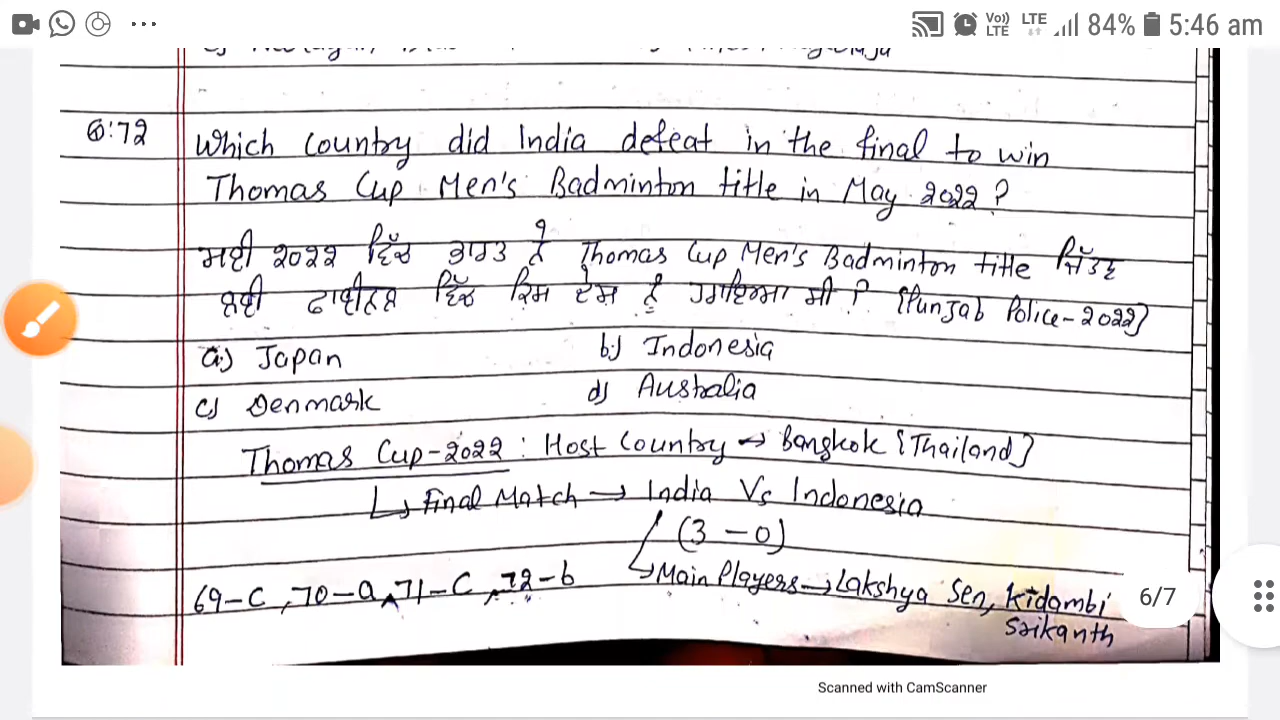 Vo)) LTE LTE 84% 5:46 am
Q:72 Which Country did India defeat in the final to win
Thomas Cup Men's Badminton title in May 2022?
ਮਈ 2022 ਵਿੱਚ ਭਾਰਤ ਨੇ Thomas Cup Men's Badminton title ਜਿੱਤਣ
ਲਈ ਫਾਈਨਲ ਵਿੱਚ ਕਿਸ ਦੇਸ਼ ਨੂੰ ਹਰਾਇਆ ਸੀ? {Punjab Police-2022}
a) Japan b) Indonesia
c) Denmark d) Australia
Thomas Cup-2022 : Host Country → Bangkok {Thailand}
↳ Final Match → India Vs Indonesia
(3-0)
↳ Main Players → Lakshya Sen, Kidambi
Srikanth
69-C, 70-a, 71-C, 72-b
6/7
Scanned with CamScanner